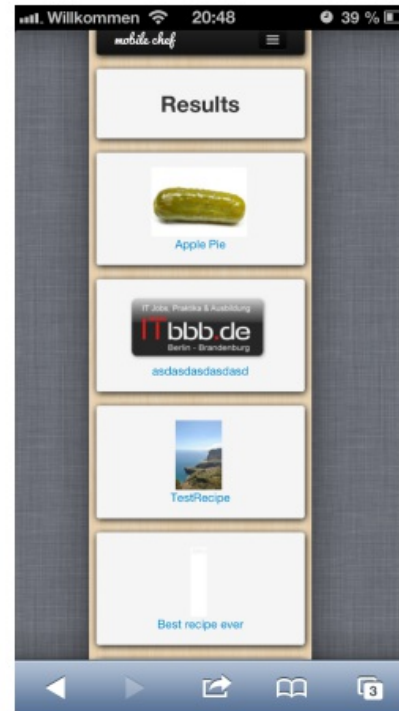 Willkommen 20:48 39 %
mobile chef
Results
Apple Pie
IT Jobs, Praktika & Ausbildung
ITbbb.de
Berlin - Brandenburg
asdasdasdasdasd
TestRecipe
Best recipe ever
3